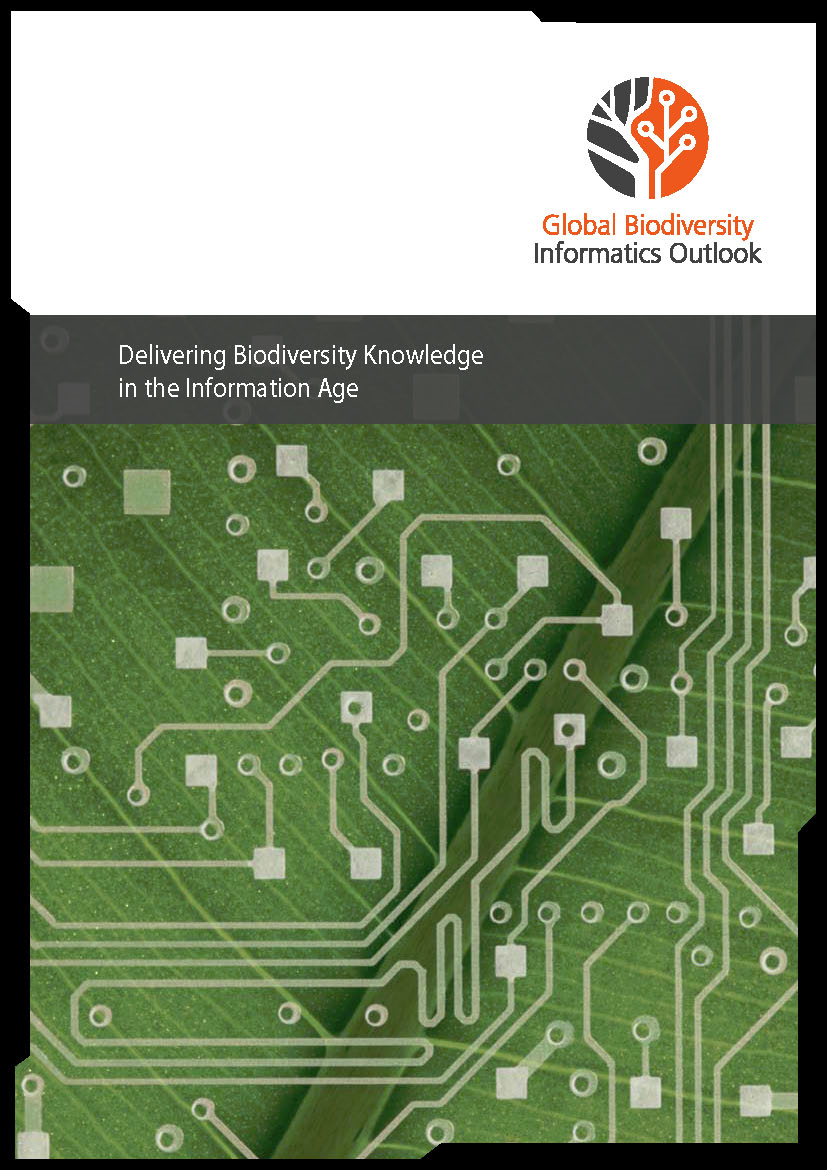 Global Biodiversity
Informatics Outlook
Delivering Biodiversity Knowledge
in the Information Age